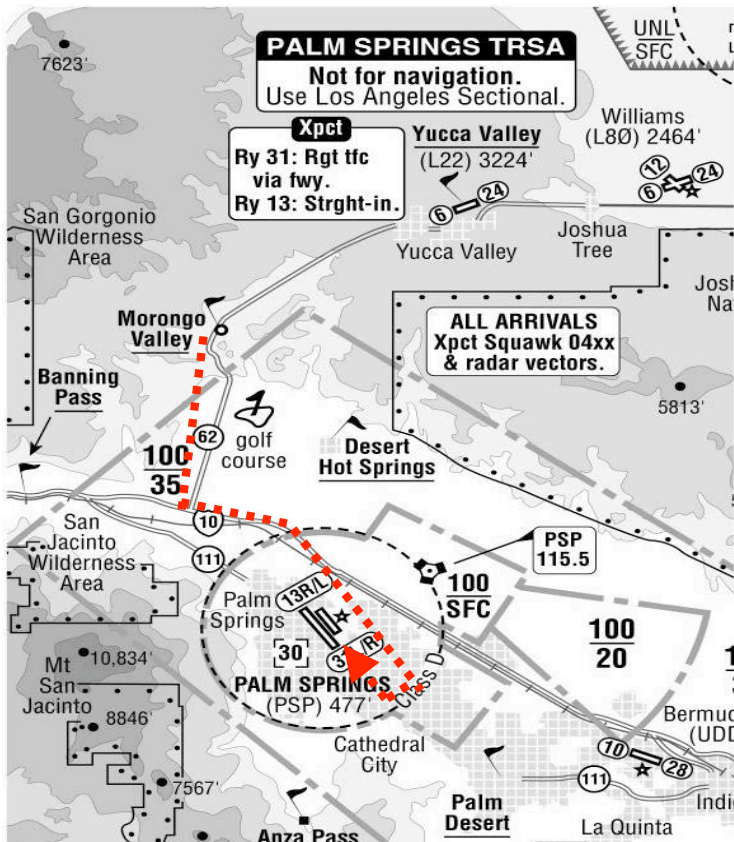 7623'
PALM SPRINGS TRSA
Not for navigation.
Use Los Angeles Sectional.
UNL
SFC
Xpct
Ry 31: Rgt tfc
via fwy.
Ry 13: Strght-in.
Yucca Valley
(L22) 3224'
6
24
Williams
(L8Ø) 2464'
12
6
24
San Gorgonio
Wilderness
Area
Yucca Valley
Joshua
Tree
Morongo
Valley
ALL ARRIVALS
Xpct Squawk 04xx
& radar vectors.
5813'
Banning
Pass
62
golf
course
100
35
Desert
Hot Springs
10
San
Jacinto
Wilderness
Area
111
PSP
115.5
100
SFC
13R/L
Palm
Springs
30
100
20
10,834'
Mt
San
Jacinto
8846'
PALM SPRINGS
(PSP) 477'
Class D
Cathedral
City
10
28
111
7567'
Palm
Desert
La Quinta
Anza Pass